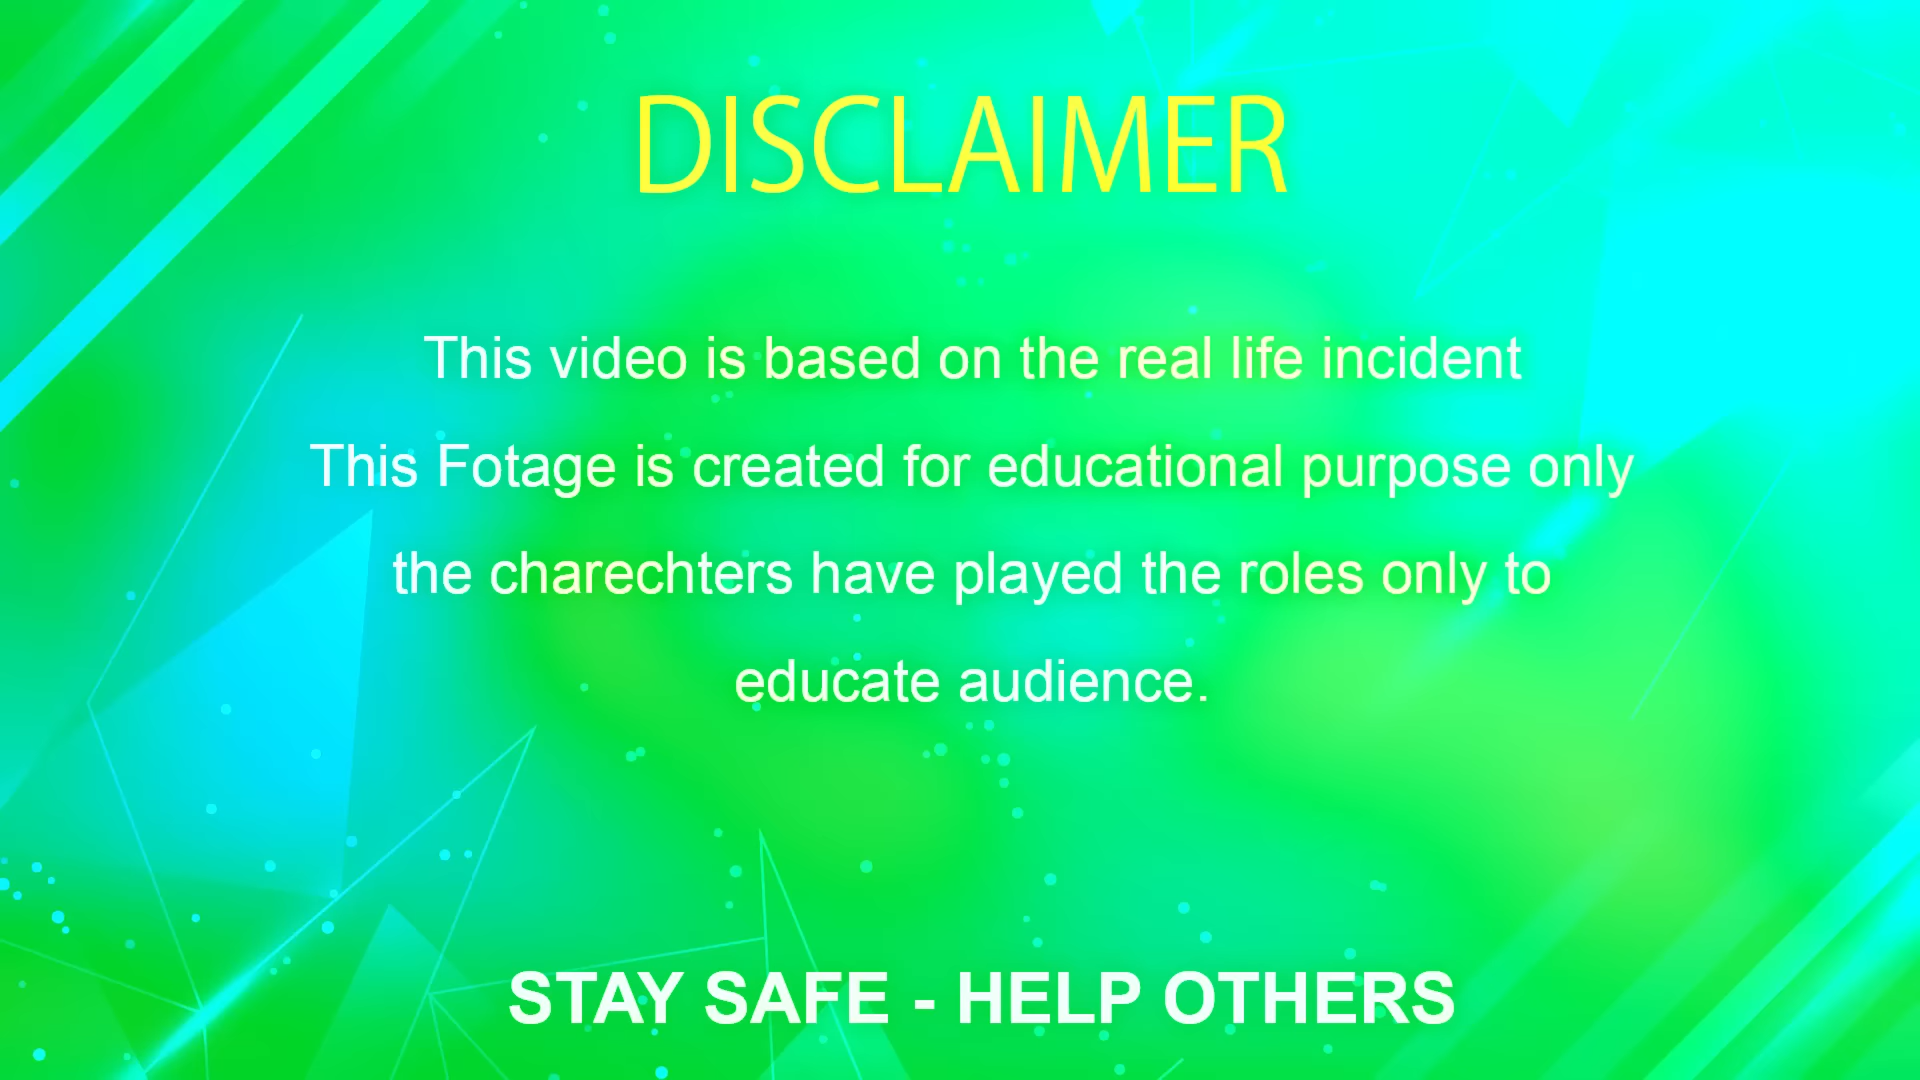 DISCLAIMER
This video is based on the real life incident
This Fotage is created for educational purpose only
the charechters have played the roles only to
educate audience.
STAY SAFE - HELP OTHERS